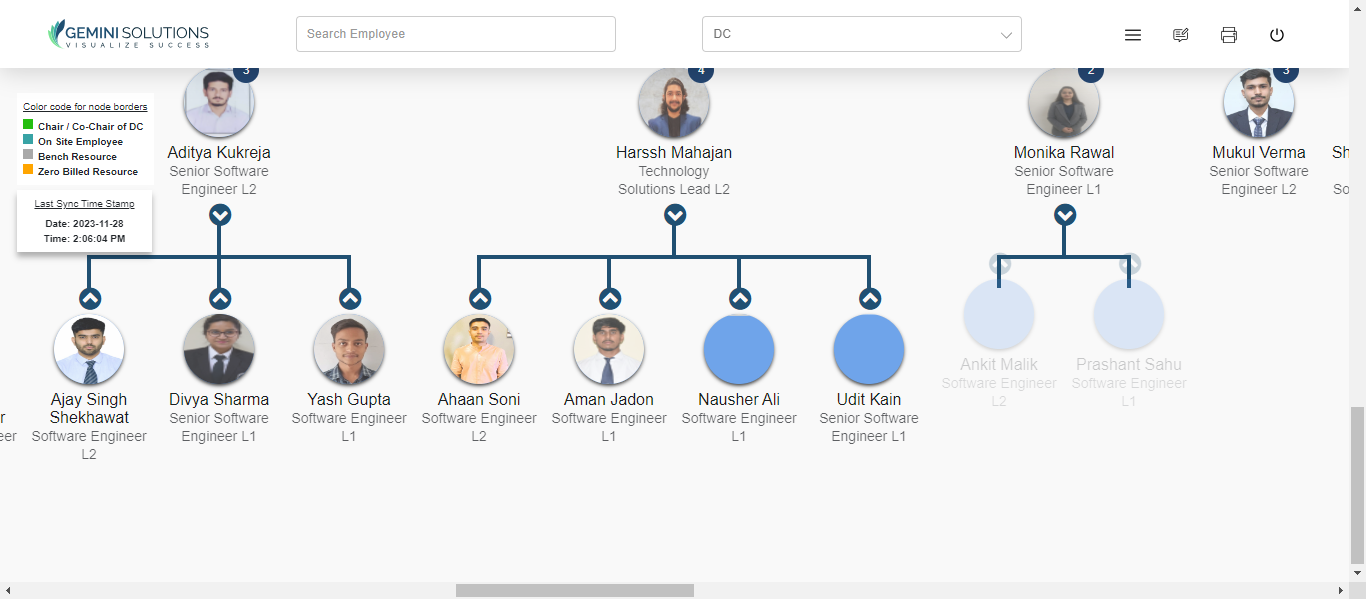 GEMINI SOLUTIONS
VISUALIZE SUCCESS
Search Employee
DC
3
4
2
3
Color code for node borders
Chair / Co-Chair of DC
On Site Employee
Bench Resource
Zero Billed Resource
Last Sync Time Stamp
Date: 2023-11-28
Time: 2:06:04 PM
Aditya Kukreja
Senior Software
Engineer L2
Harssh Mahajan
Technology
Solutions Lead L2
Monika Rawal
Senior Software
Engineer L1
Mukul Verma
Senior Software
Engineer L2
Ajay Singh
Shekhawat
Software Engineer
L2
Divya Sharma
Senior Software
Engineer L1
Yash Gupta
Software Engineer
L1
Ahaan Soni
Software Engineer
L2
Aman Jadon
Software Engineer
L1
Nausher Ali
Software Engineer
L1
Udit Kain
Senior Software
Engineer L1
Ankit Malik
Software Engineer
L2
Prashant Sahu
Software Engineer
L1